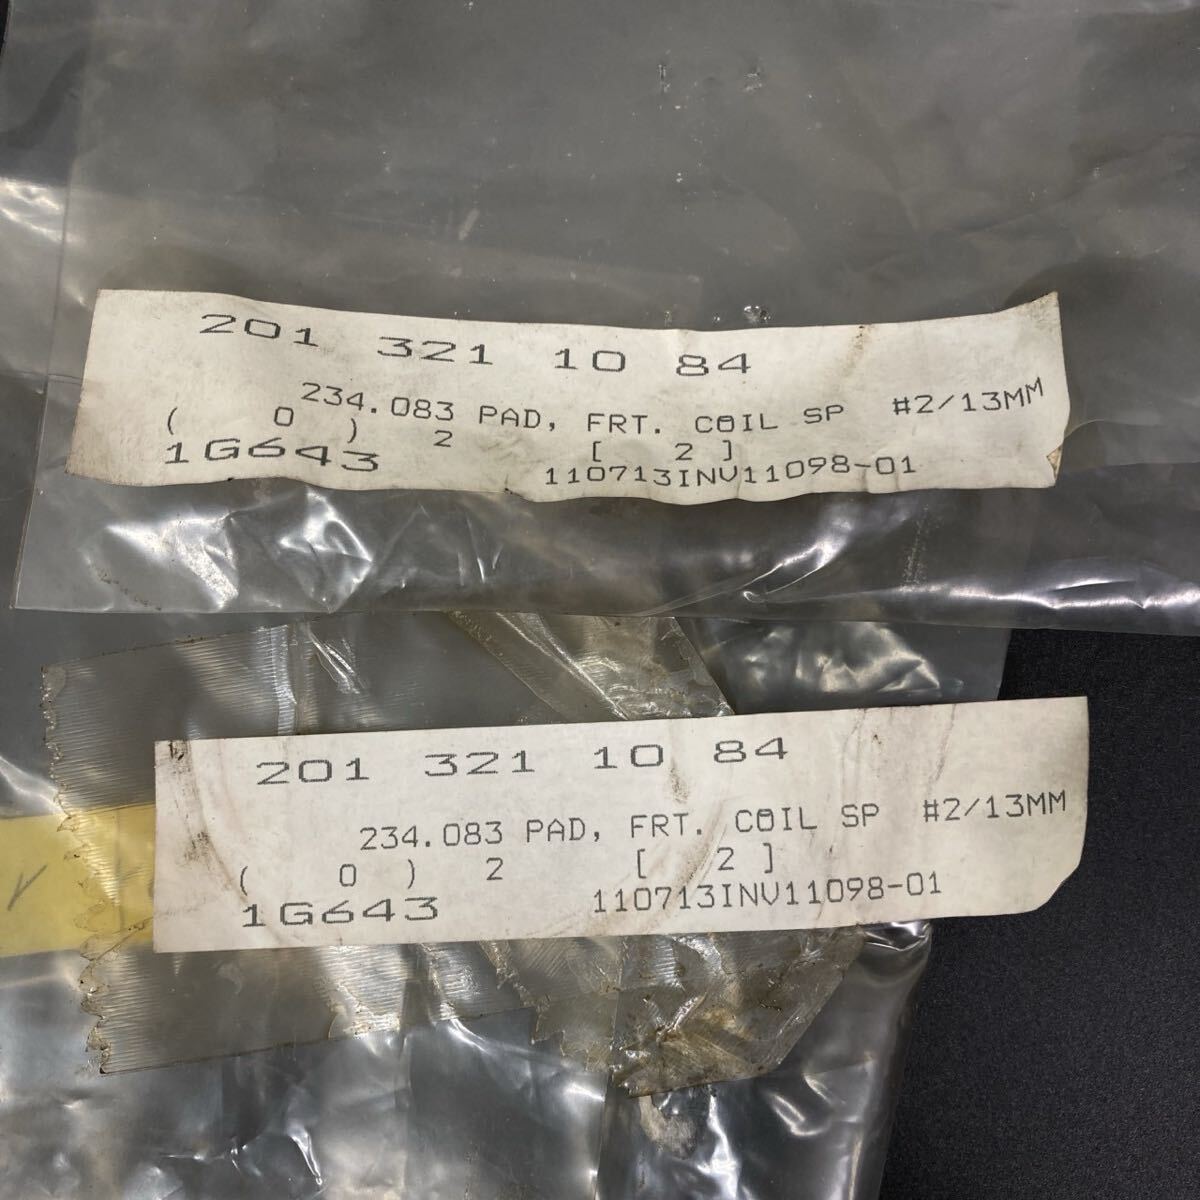 201 321 10 84
234.083 PAD, FRT. COIL SP #2/13MM
( 0 ) 2 [ 2 ]
1G643 110713INV11098-01
201 321 10 84
234.083 PAD, FRT. COIL SP #2/13MM
( 0 ) 2 [ 2 ]
1G643 110713INV11098-01